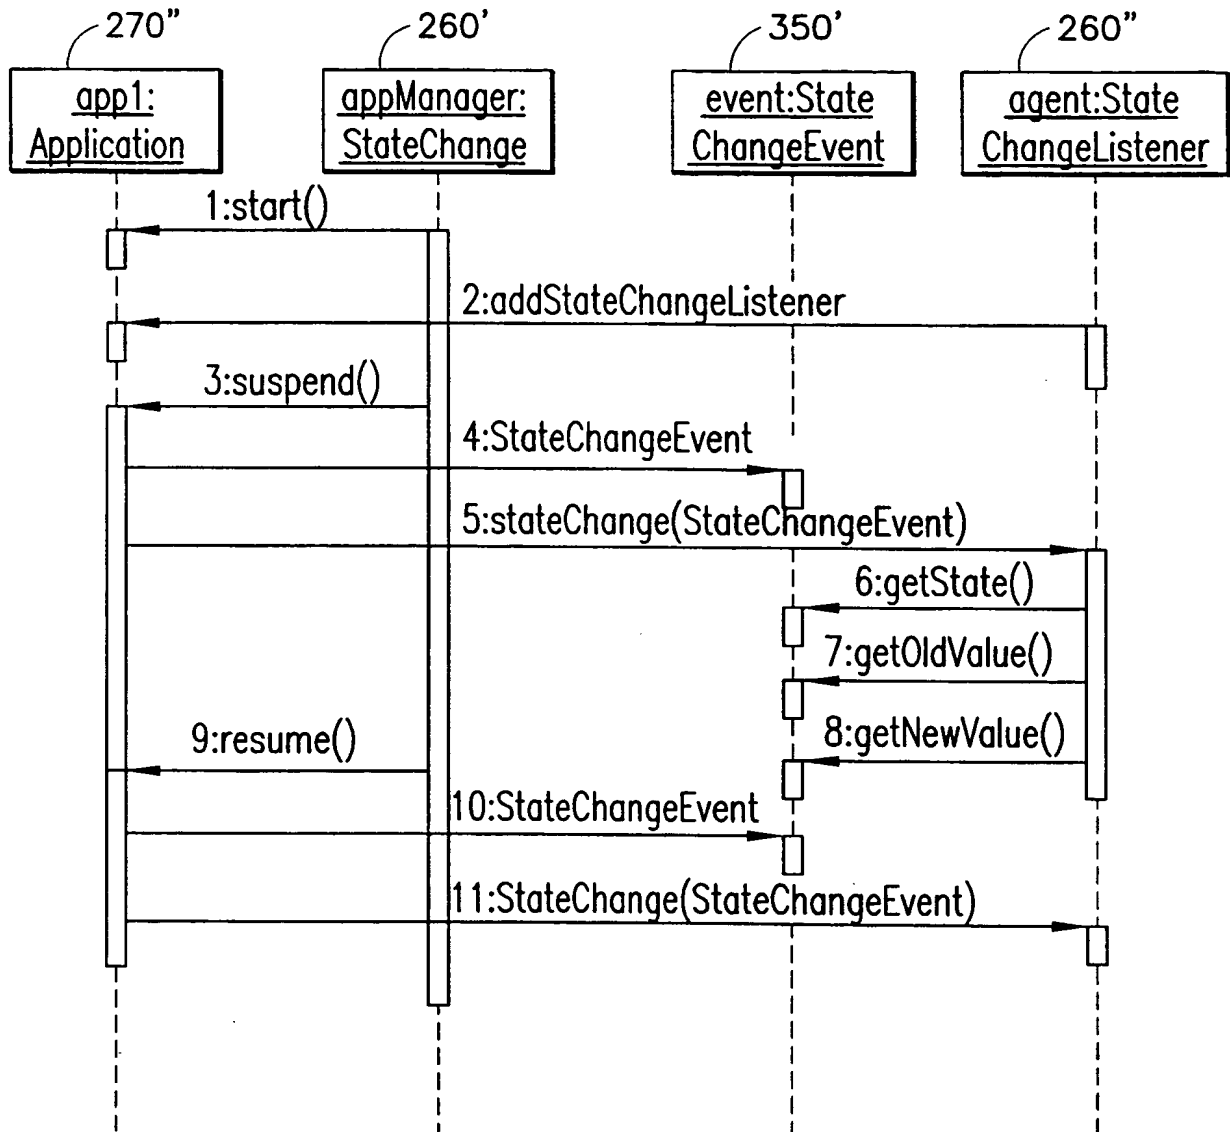 270"
260'
350'
260"
app1:
Application
appManager:
StateChange
event:State
ChangeEvent
agent:State
ChangeListener
1:start()
2:addStateChangeListener
3:suspend()
4:StateChangeEvent
5:stateChange(StateChangeEvent)
6:getState()
7:getOldValue()
9:resume()
8:getNewValue()
10:StateChangeEvent
11:StateChange(StateChangeEvent)